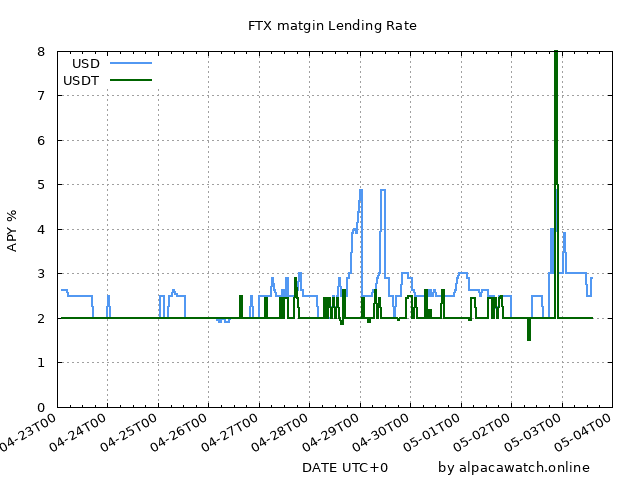 FTX matgin Lending Rate
USD
USDT
8
7
6
5
4
3
2
1
0
APY %
04-23T00
04-24T00
04-25T00
04-26T00
04-27T00
04-28T00
04-29T00
04-30T00
05-01T00
05-02T00
05-03T00
05-04T00
DATE UTC+0
by alpacawatch.online